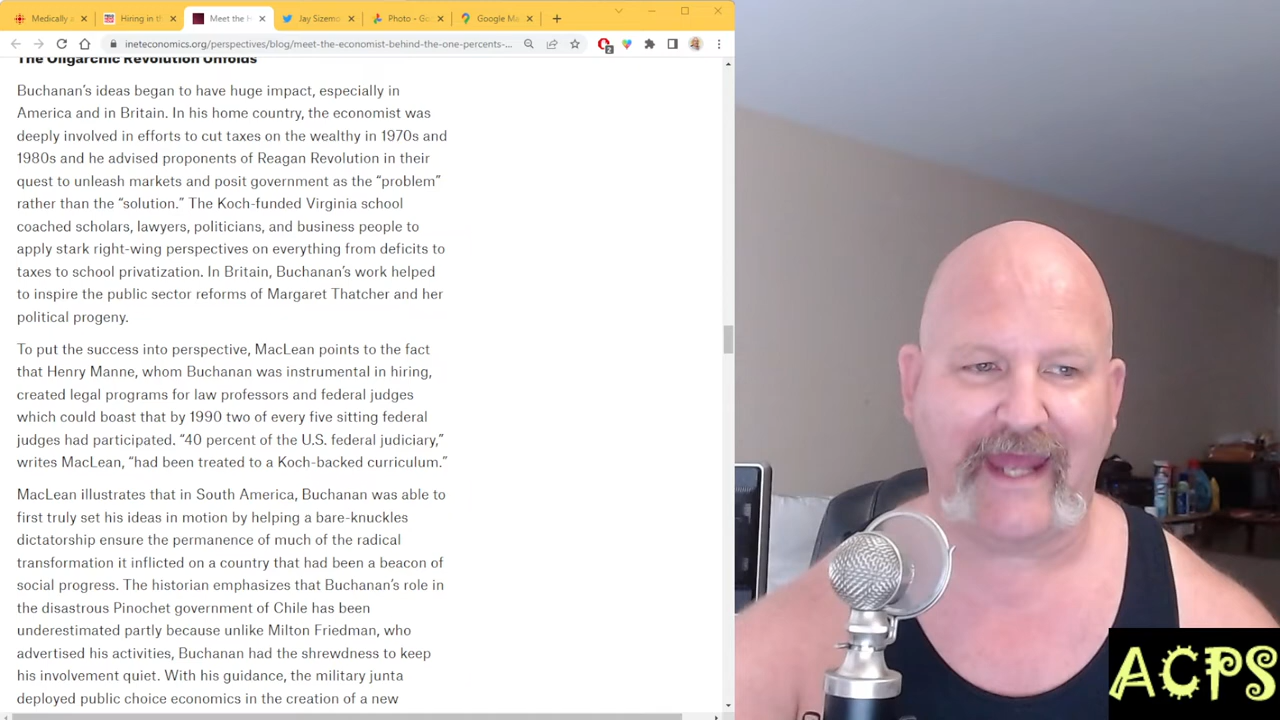 Medically a
Hiring in t
Meet the H
Jay Sizemo
Photo - Go
Google Ma
ineteconomics.org/perspectives/blog/meet-the-economist-behind-the-one-percents-...
2
The Oligarchic Revolution Unfolds
Buchanan’s ideas began to have huge impact, especially in
America and in Britain. In his home country, the economist was
deeply involved in efforts to cut taxes on the wealthy in 1970s and
1980s and he advised proponents of Reagan Revolution in their
quest to unleash markets and posit government as the “problem”
rather than the “solution.” The Koch-funded Virginia school
coached scholars, lawyers, politicians, and business people to
apply stark right-wing perspectives on everything from deficits to
taxes to school privatization. In Britain, Buchanan’s work helped
to inspire the public sector reforms of Margaret Thatcher and her
political progeny.
To put the success into perspective, MacLean points to the fact
that Henry Manne, whom Buchanan was instrumental in hiring,
created legal programs for law professors and federal judges
which could boast that by 1990 two of every five sitting federal
judges had participated. “40 percent of the U.S. federal judiciary,”
writes MacLean, “had been treated to a Koch-backed curriculum.”
MacLean illustrates that in South America, Buchanan was able to
first truly set his ideas in motion by helping a bare-knuckles
dictatorship ensure the permanence of much of the radical
transformation it inflicted on a country that had been a beacon of
social progress. The historian emphasizes that Buchanan’s role in
the disastrous Pinochet government of Chile has been
underestimated partly because unlike Milton Friedman, who
advertised his activities, Buchanan had the shrewdness to keep
his involvement quiet. With his guidance, the military junta
deployed public choice economics in the creation of a new
ACPS